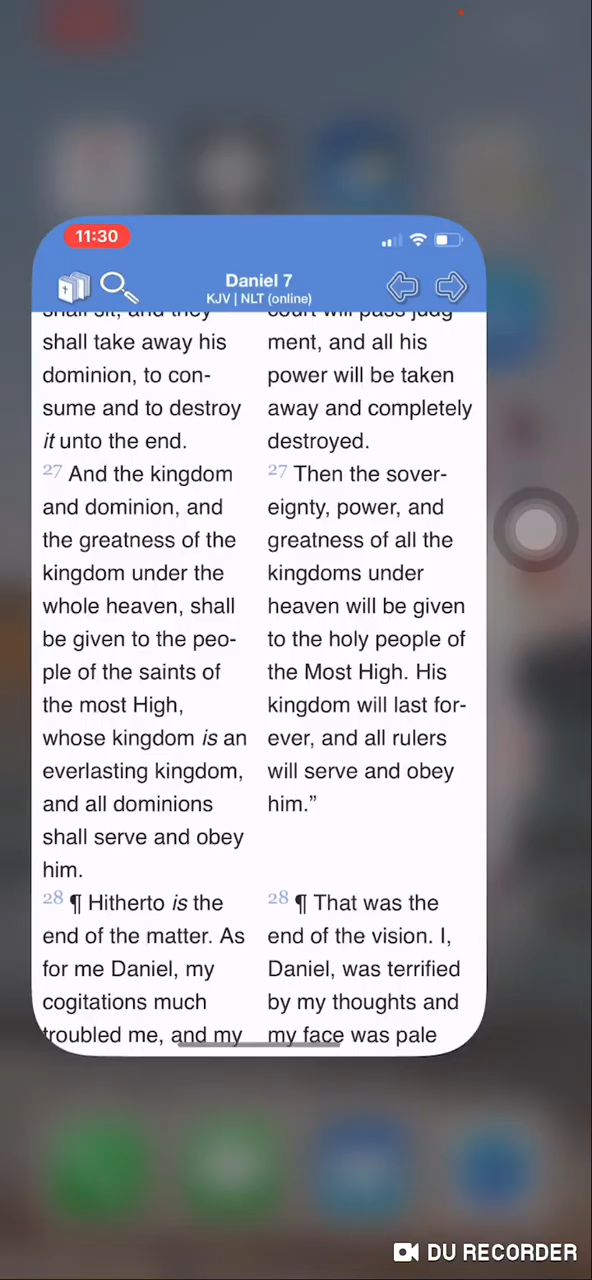 11:30
Daniel 7
KJV | NLT (online)
shall sit, and they
shall take away his
dominion, to con-
sume and to destroy
it unto the end.
27 And the kingdom
and dominion, and
the greatness of the
kingdom under the
whole heaven, shall
be given to the peo-
ple of the saints of
the most High,
whose kingdom is an
everlasting kingdom,
and all dominions
shall serve and obey
him.
28 ¶ Hitherto is the
end of the matter. As
for me Daniel, my
cogitations much
troubled me, and my
court will pass judg
ment, and all his
power will be taken
away and completely
destroyed.
27 Then the sover-
eignty, power, and
greatness of all the
kingdoms under
heaven will be given
to the holy people of
the Most High. His
kingdom will last for-
ever, and all rulers
will serve and obey
him.”
28 ¶ That was the
end of the vision. I,
Daniel, was terrified
by my thoughts and
my face was pale
DU RECORDER